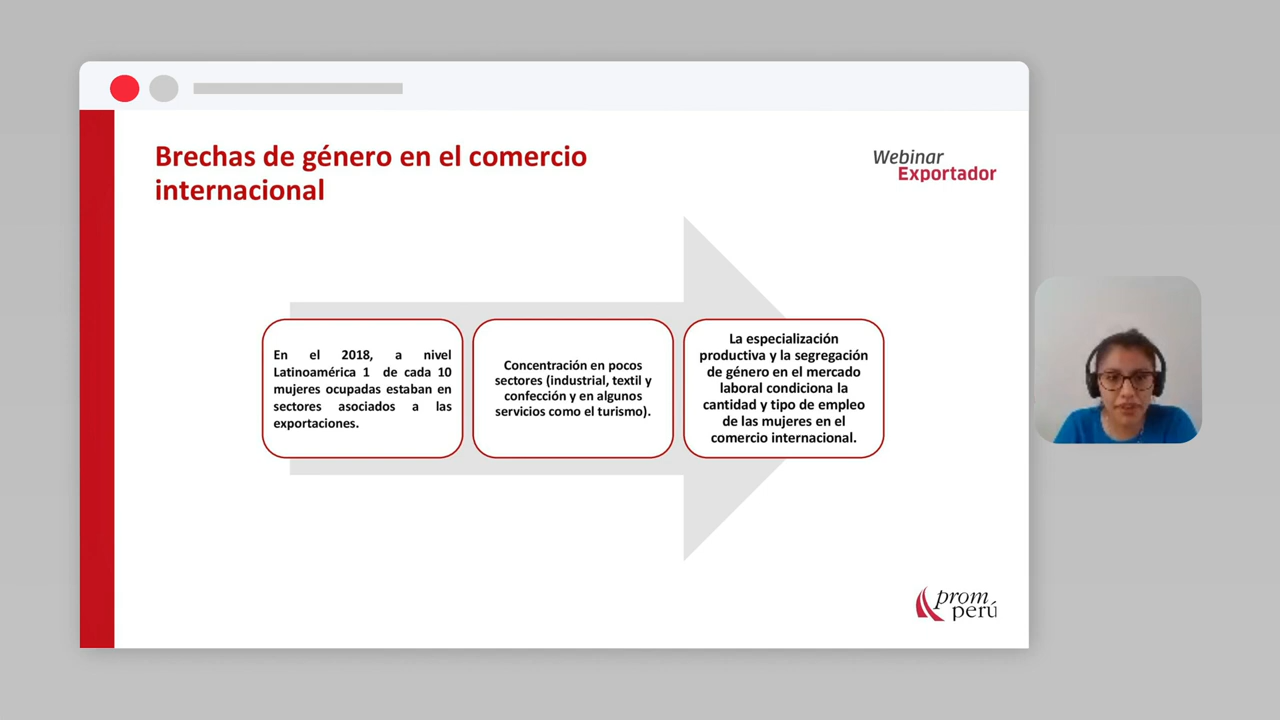 Brechas de género en el comercio
internacional
Webinar
Exportador
En el 2018, a nivel
Latinoamérica 1 de cada 10
mujeres ocupadas estaban en
sectores asociados a las
exportaciones.
Concentración en pocos
sectores (industrial, textil y
confección y en algunos
servicios como el turismo).
La especialización
productiva y la segregación
de género en el mercado
laboral condiciona la
cantidad y tipo de empleo
de las mujeres en el
comercio internacional.
prom
perú